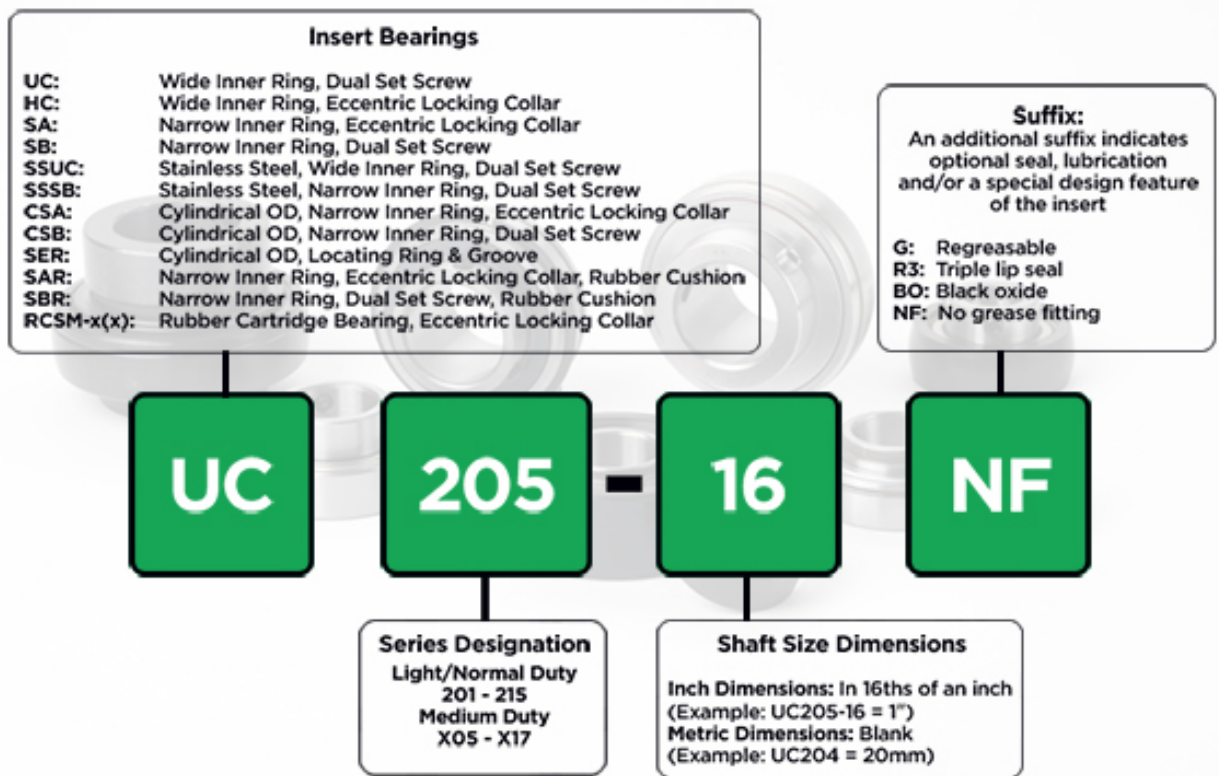 Insert Bearings
UC: Wide Inner Ring, Dual Set Screw
HC: Wide Inner Ring, Eccentric Locking Collar
SA: Narrow Inner Ring, Eccentric Locking Collar
SB: Narrow Inner Ring, Dual Set Screw
SSUC: Stainless Steel, Wide Inner Ring, Dual Set Screw
SSSB: Stainless Steel, Narrow Inner Ring, Dual Set Screw
CSA: Cylindrical OD, Narrow Inner Ring, Eccentric Locking Collar
CSB: Cylindrical OD, Narrow Inner Ring, Dual Set Screw
SER: Cylindrical OD, Locating Ring & Groove
SAR: Narrow Inner Ring, Eccentric Locking Collar, Rubber Cushion
SBR: Narrow Inner Ring, Dual Set Screw, Rubber Cushion
RCSM-x(x): Rubber Cartridge Bearing, Eccentric Locking Collar
Suffix:
An additional suffix indicates
optional seal, lubrication
and/or a special design feature
of the insert
G: Regreasable
R3: Triple lip seal
BO: Black oxide
NF: No grease fitting
UC 205 - 16 NF
Series Designation
Light/Normal Duty
201 - 215
Medium Duty
X05 - X17
Shaft Size Dimensions
Inch Dimensions: In 16ths of an inch
(Example: UC205-16 = 1")
Metric Dimensions: Blank
(Example: UC204 = 20mm)